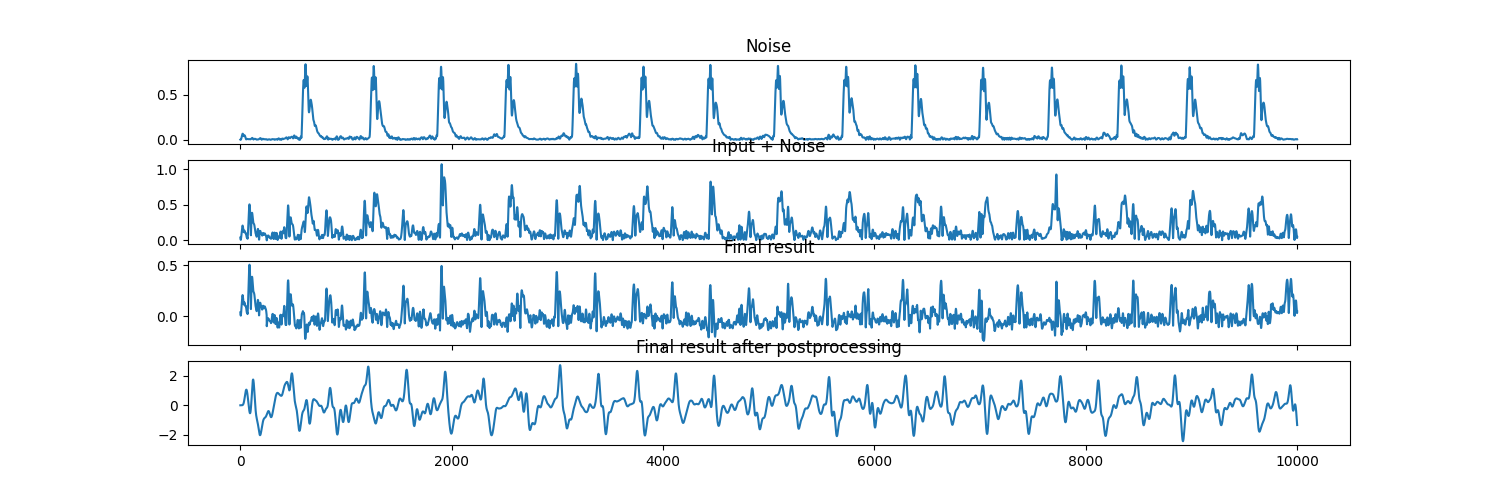 Noise
0.5
0.0
Input + Noise
1.0
0.5
0.0
Final result
0.5
0.0
Final result after postprocessing
2
0
−2
0 2000 4000 6000 8000 10000